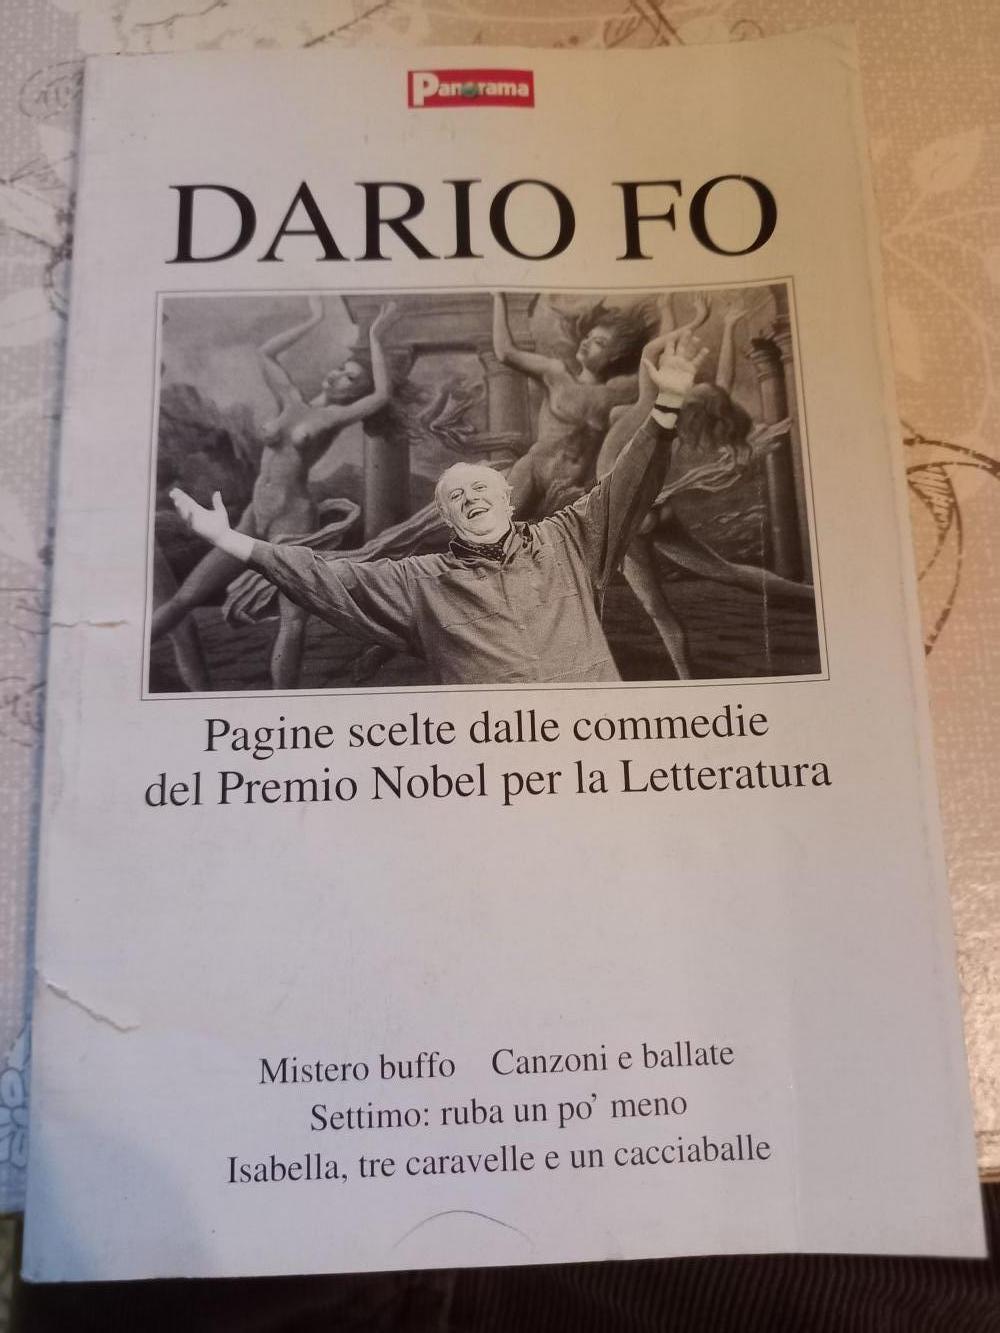 Panorama
DARIO FO
Pagine scelte dalle commedie
del Premio Nobel per la Letteratura
Mistero buffo Canzoni e ballate
Settimo: ruba un po’ meno
Isabella, tre caravelle e un cacciaballe